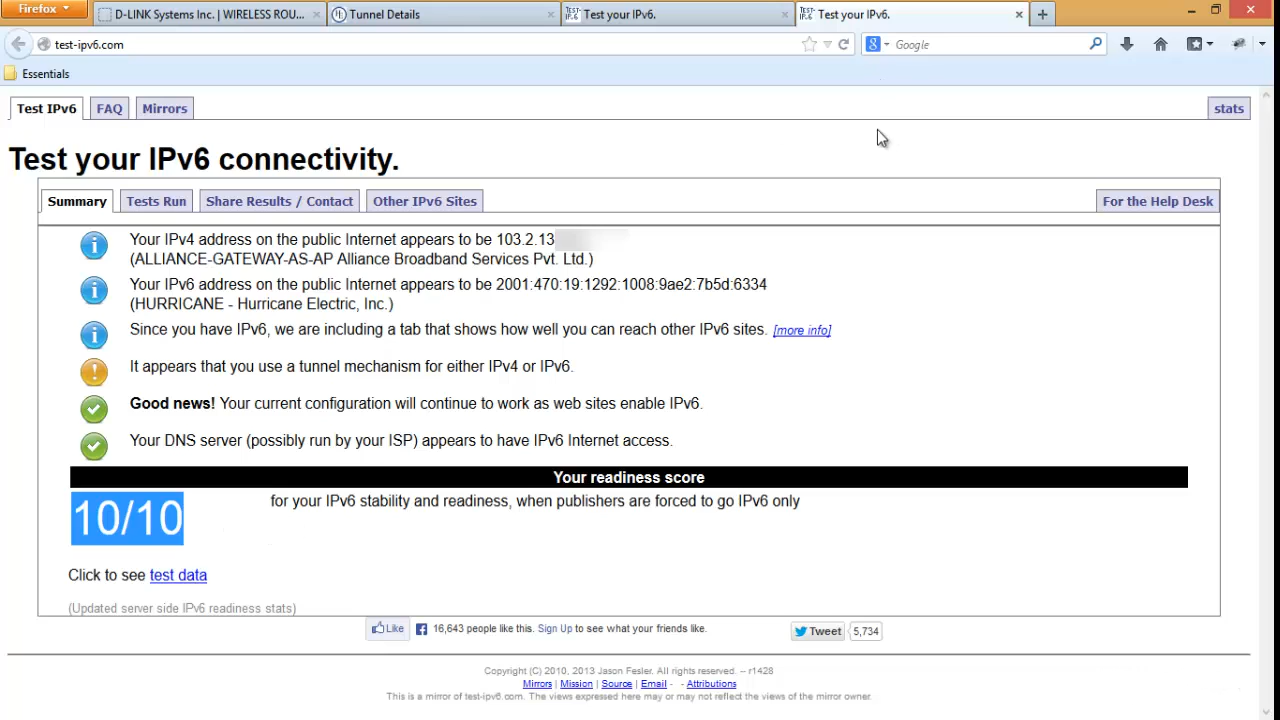 Firefox
D-LINK Systems Inc. | WIRELESS ROU...
Tunnel Details
Test your IPv6.
Test your IPv6.
test-ipv6.com
Google
Essentials
Test IPv6
FAQ
Mirrors
stats
Test your IPv6 connectivity.
Summary
Tests Run
Share Results / Contact
Other IPv6 Sites
For the Help Desk
Your IPv4 address on the public Internet appears to be 103.2.13
(ALLIANCE-GATEWAY-AS-AP Alliance Broadband Services Pvt. Ltd.)
Your IPv6 address on the public Internet appears to be 2001:470:19:1292:1008:9ae2:7b5d:6334
(HURRICANE - Hurricane Electric, Inc.)
Since you have IPv6, we are including a tab that shows how well you can reach other IPv6 sites. [more info]
It appears that you use a tunnel mechanism for either IPv4 or IPv6.
Good news! Your current configuration will continue to work as web sites enable IPv6.
Your DNS server (possibly run by your ISP) appears to have IPv6 Internet access.
Your readiness score
10/10 for your IPv6 stability and readiness, when publishers are forced to go IPv6 only
Click to see test data
(Updated server side IPv6 readiness stats)
Like 16,643 people like this. Sign Up to see what your friends like.
Tweet 5,734
Copyright (C) 2010, 2013 Jason Fesler. All rights reserved. -- r1428
Mirrors | Mission | Source | Email - - Attributions
This is a mirror of test-ipv6.com. The views expressed here may or may not reflect the views of the mirror owner.